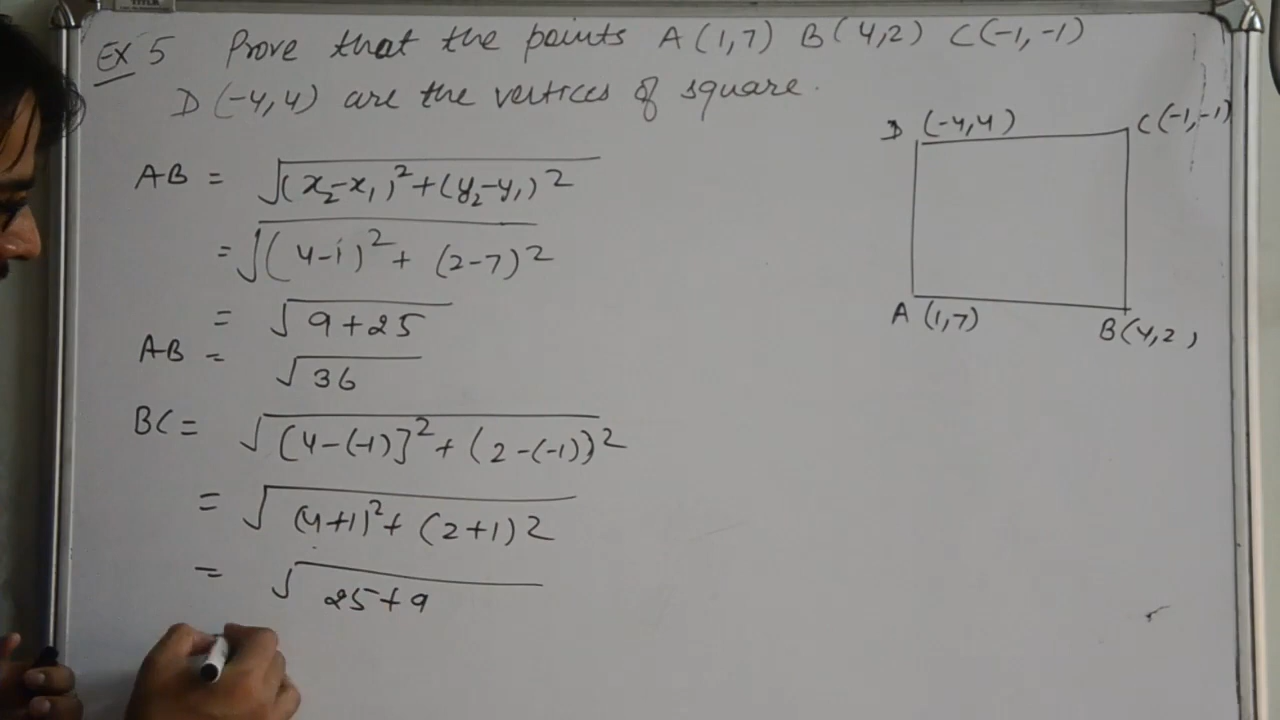 Ex 5 Prove that the points A (1,7) B (4,2) C(-1,-1)
D (-4,4) are the vertices of square.
D (-4,4) C(-1,-1)
AB = √(x₂-x₁)²+(y₂-y₁)²
= √(4-1)²+ (2-7)²
= √9+25
A (1,7) B(4,2)
AB = √36
BC = √[4-(-1)]²+(2-(-1))²
= √(4+1)²+ (2+1)2
= √25+9